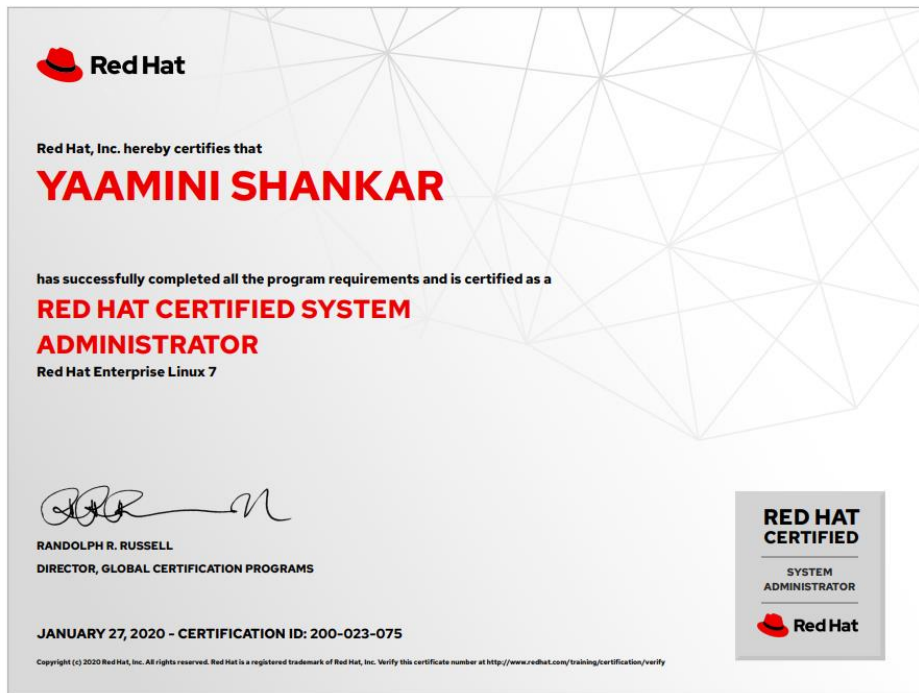 Red Hat
Red Hat, Inc. hereby certifies that
YAAMINI SHANKAR
has successfully completed all the program requirements and is certified as a
RED HAT CERTIFIED SYSTEM
ADMINISTRATOR
Red Hat Enterprise Linux 7
RANDOLPH R. RUSSELL
DIRECTOR, GLOBAL CERTIFICATION PROGRAMS
JANUARY 27, 2020 - CERTIFICATION ID: 200-023-075
Copyright (c) 2020 Red Hat, Inc. All rights reserved. Red Hat is a registered trademark of Red Hat, Inc. Verify this certificate number at http://www.redhat.com/training/certification/verify
RED HAT
CERTIFIED
SYSTEM
ADMINISTRATOR
Red Hat